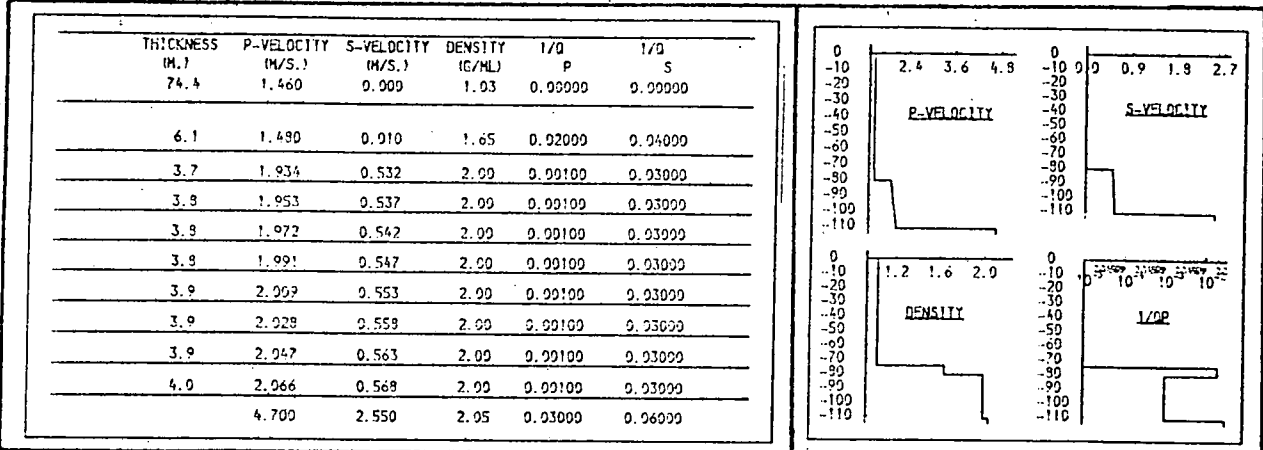 THICKNESS P-VELOCITY S-VELOCITY DENSITY 1/Q 1/Q
(M.) (M/S.) (M/S.) (G/ML) P S
74.4 1.460 0.000 1.03 0.00000 0.00000
6.1 1.480 0.010 1.65 0.02000 0.04000
3.7 1.934 0.532 2.00 0.00100 0.03000
3.8 1.953 0.537 2.00 0.00100 0.03000
3.8 1.972 0.542 2.00 0.00100 0.03000
3.8 1.991 0.547 2.00 0.00100 0.03000
3.9 2.009 0.553 2.00 0.00100 0.03000
3.9 2.028 0.558 2.00 0.00100 0.03000
3.9 2.047 0.563 2.00 0.00100 0.03000
4.0 2.066 0.568 2.00 0.00100 0.03000
4.700 2.550 2.05 0.03000 0.06000
0
-10 2.4 3.6 4.8
-20
-30
-40 P-VELOCITY
-50
-60
-70
-80
-90
-100
-110
0
-10 0.0 0.9 1.8 2.7
-20
-30
-40 S-VELOCITY
-50
-60
-70
-80
-90
-100
-110
0
-10 1.2 1.6 2.0
-20
-30
-40 DENSITY
-50
-60
-70
-80
-90
-100
-110
0
-10
-20 10 10 10
-30
-40 1/QP
-50
-60
-70
-80
-90
-100
-110